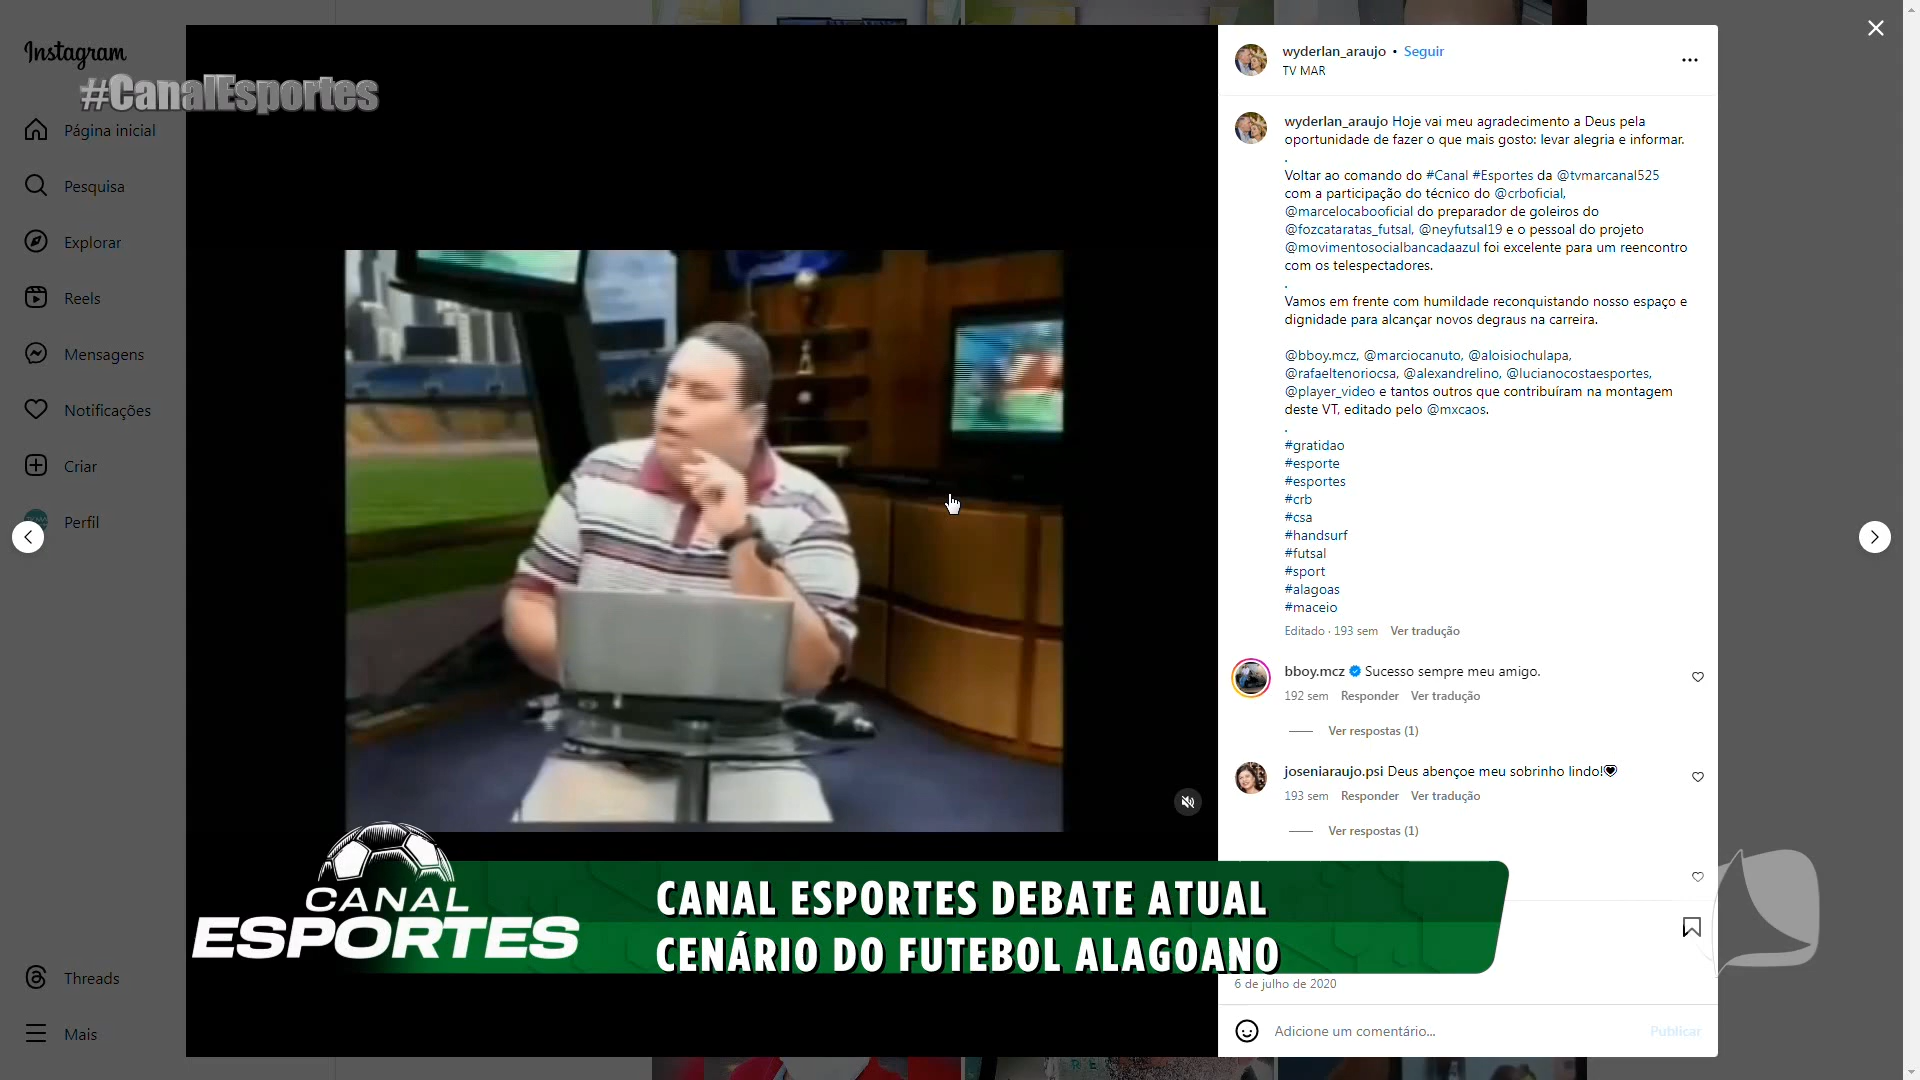 Instagram
#CanalEsportes
Página inicial
Pesquisa
Explorar
Reels
Mensagens
Notificações
Criar
Perfil
Threads
Mais
wyderlan_araujo • Seguir
TV MAR
wyderlan_araujo Hoje vai meu agradecimento a Deus pela
oportunidade de fazer o que mais gosto: levar alegria e informar.
.
Voltar ao comando do #Canal #Esportes da @tvmarcanal525
com a participação do técnico do @crboficial,
@marcelocabooficial do preparador de goleiros do
@fozcataratas_futsal, @neyfutsal19 e o pessoal do projeto
@movimentosocialbancadaazul foi excelente para um reencontro
com os telespectadores.
.
Vamos em frente com humildade reconquistando nosso espaço e
dignidade para alcançar novos degraus na carreira.
@bboy.mcz, @marciocanuto, @aloisiochulapa,
@rafaeltenoriocsa, @alexandrelino, @lucianocostaesportes,
@player_video e tantos outros que contribuíram na montagem
deste VT, editado pelo @mxcaos.
.
#gratidao
#esporte
#esportes
#crb
#csa
#handsurf
#futsal
#sport
#alagoas
#maceio
Editado · 193 sem Ver tradução
bboy.mcz Sucesso sempre meu amigo.
192 sem Responder Ver tradução
Ver respostas (1)
joseniaraujo.psi Deus abençoe meu sobrinho lindo!🖤
193 sem Responder Ver tradução
Ver respostas (1)
CANAL
ESPORTES
CANAL ESPORTES DEBATE ATUAL
CENÁRIO DO FUTEBOL ALAGOANO
6 de julho de 2020
Adicione um comentário...
Publicar